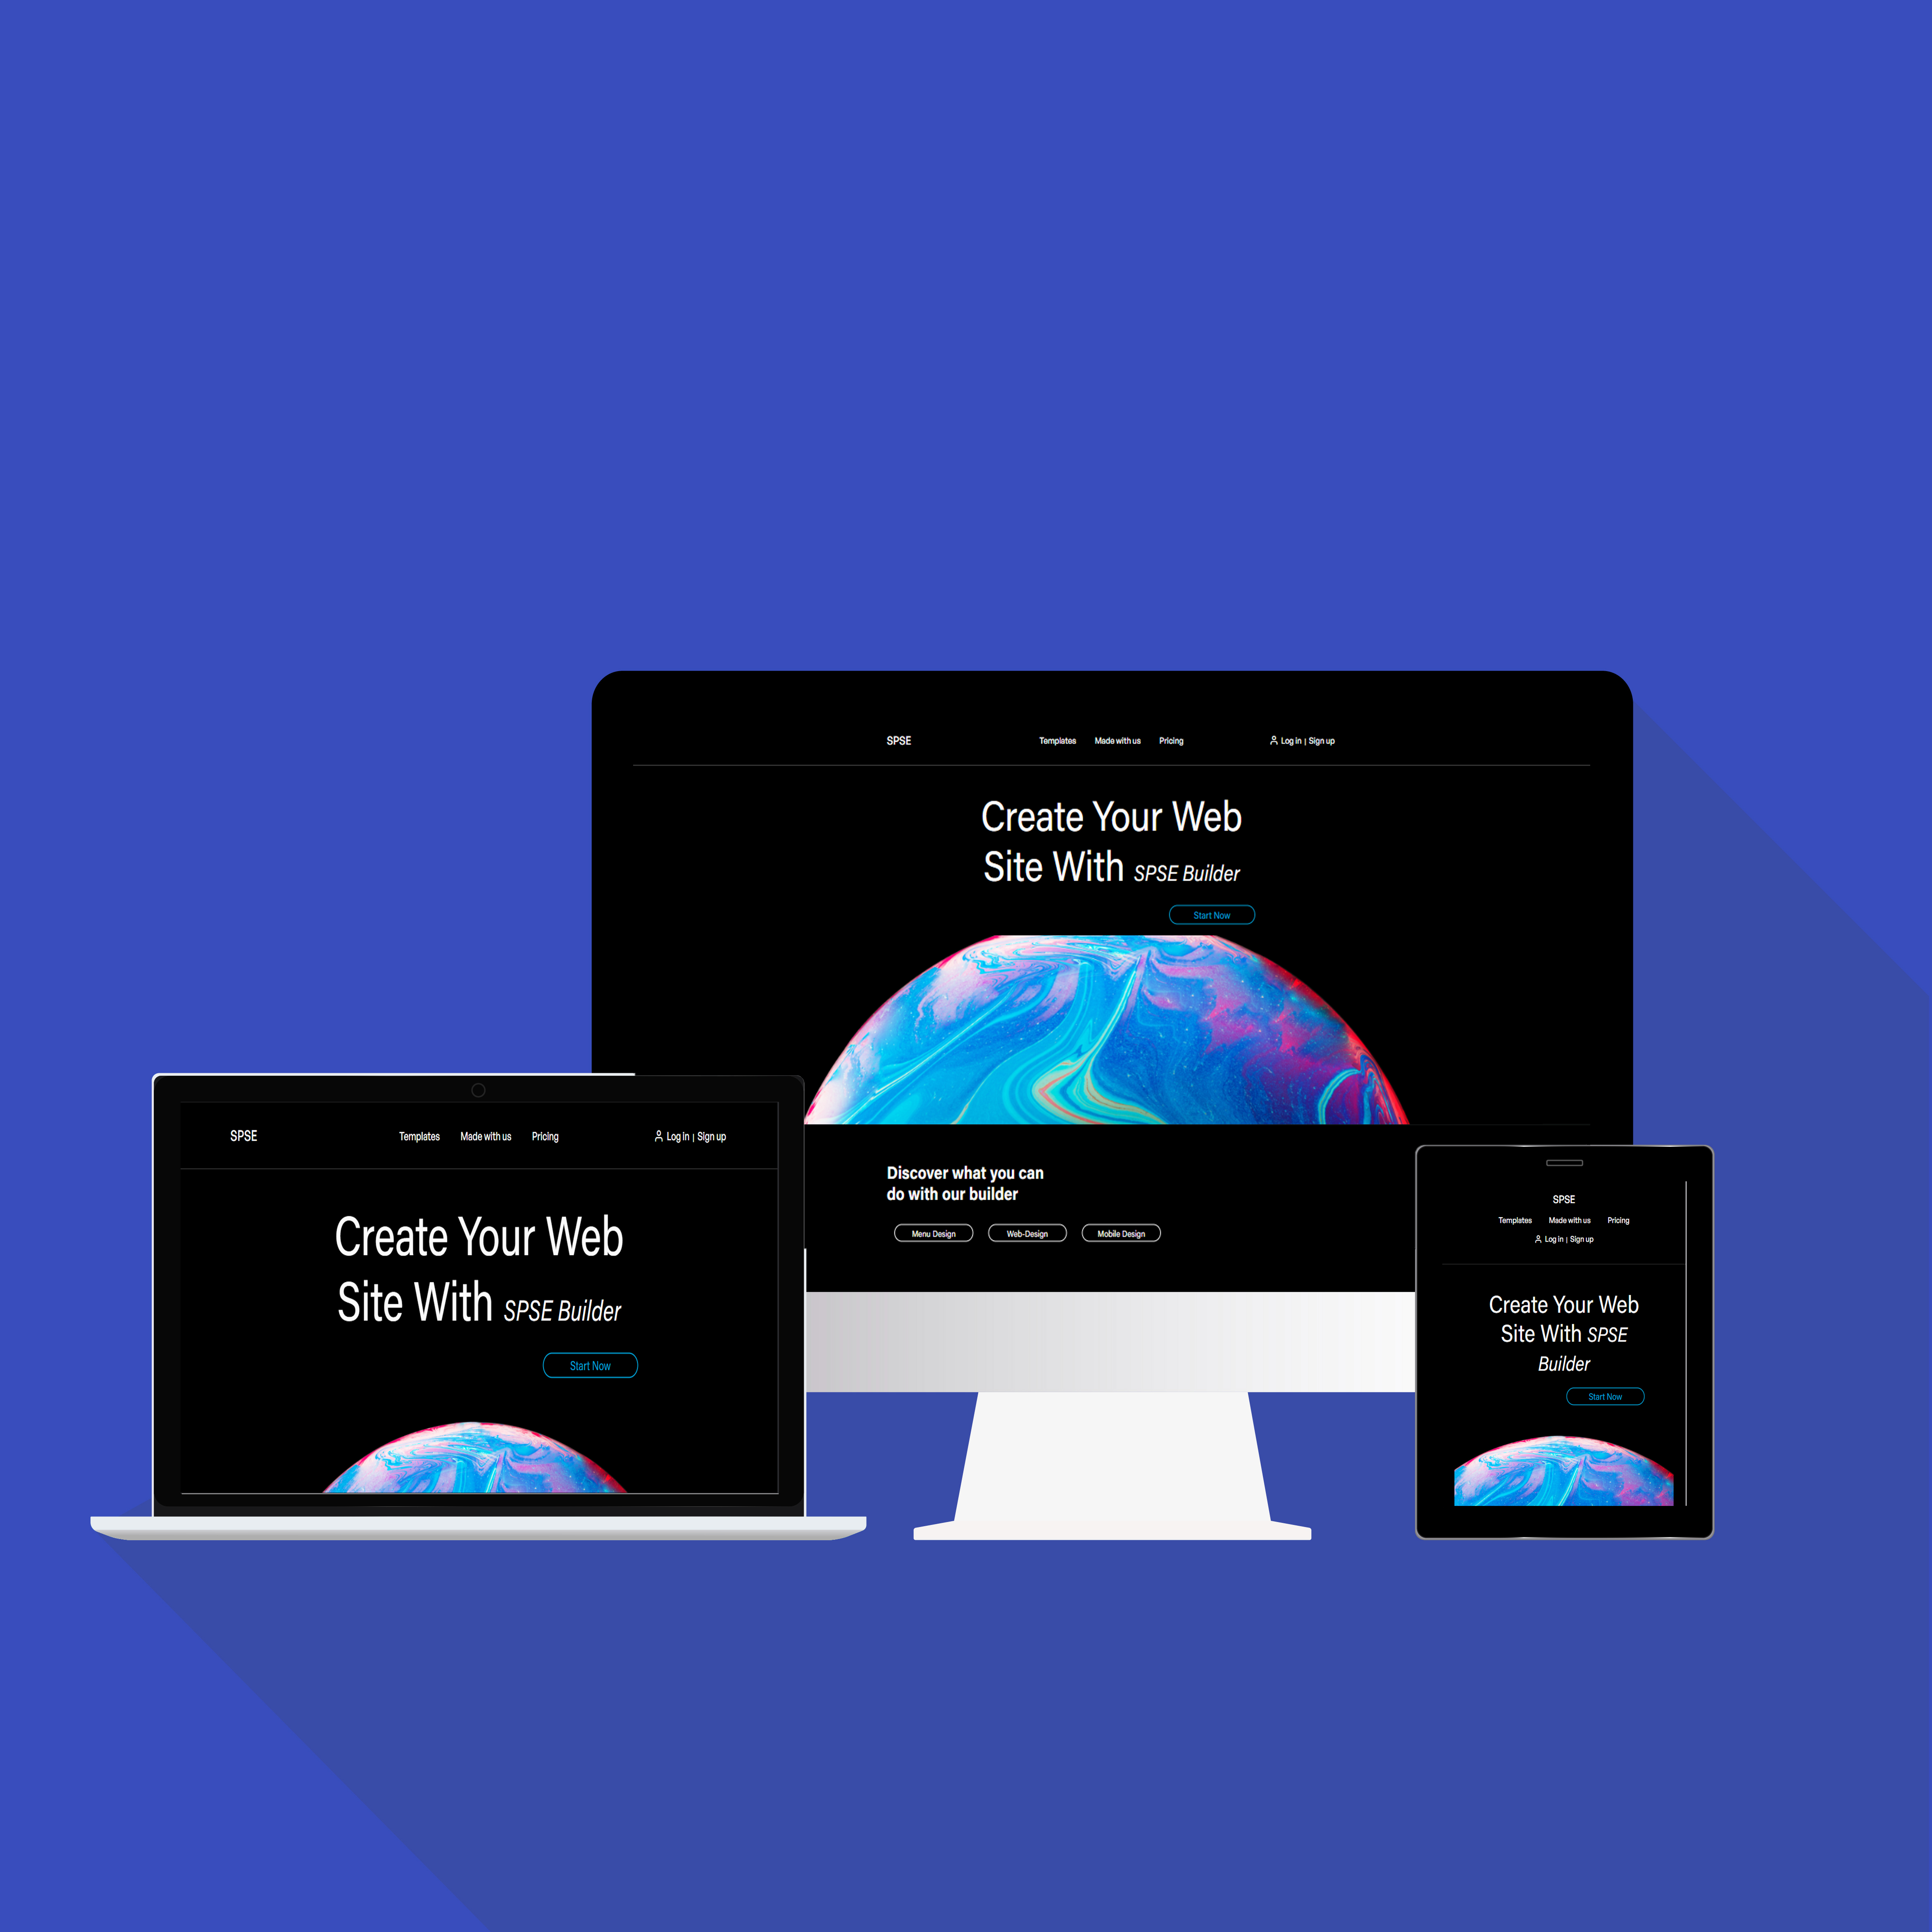 SPSE
Templates Made with us Pricing
Log in | Sign up
Create Your Web
Site With SPSE Builder
Start Now
Discover what you can
do with our builder
Menu Design Web-Design Mobile Design
SPSE
Templates Made with us Pricing
Log in | Sign up
Create Your Web
Site With SPSE Builder
Start Now
SPSE
Templates Made with us Pricing
Log in | Sign up
Create Your Web
Site With SPSE
Builder
Start Now